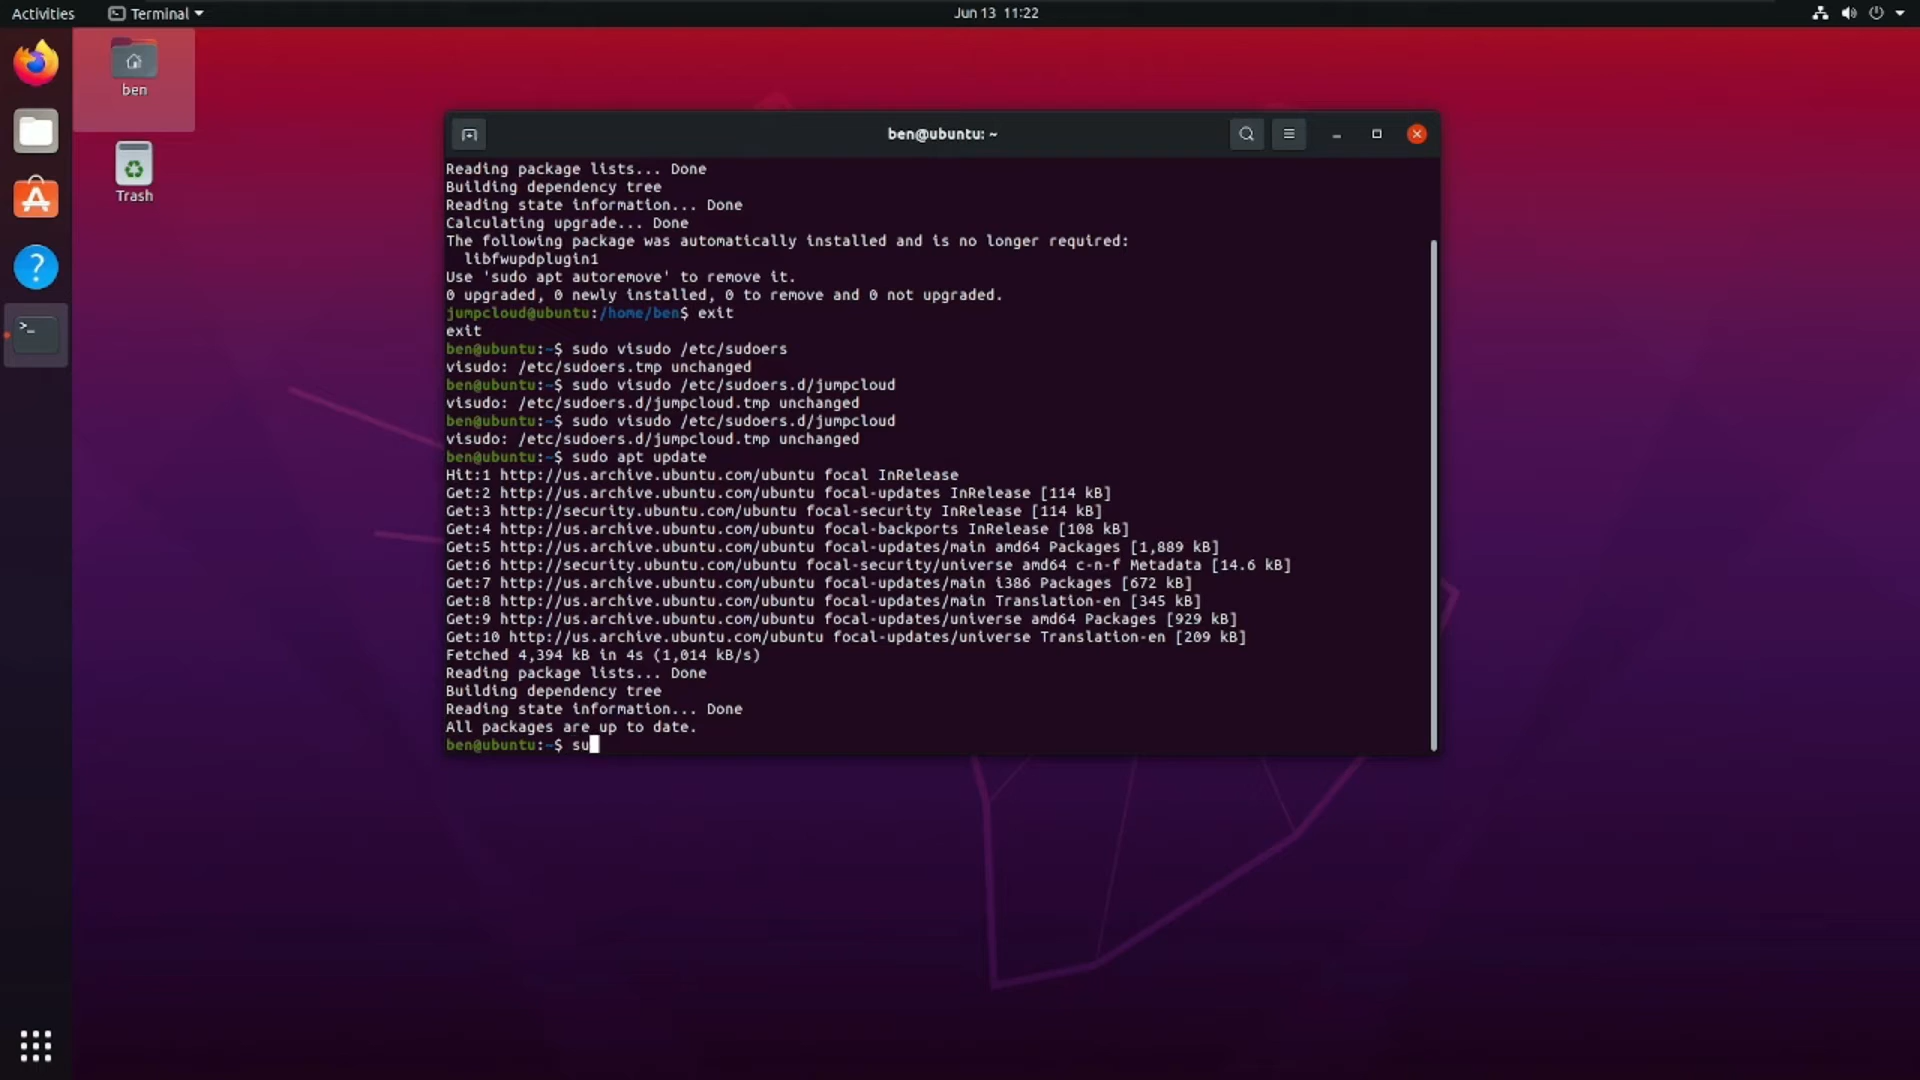 Activities
Terminal
Jun 13 11:22
ben
Trash
ben@ubuntu: ~
Reading package lists... Done
Building dependency tree
Reading state information... Done
Calculating upgrade... Done
The following package was automatically installed and is no longer required:
libfwupdplugin1
Use 'sudo apt autoremove' to remove it.
0 upgraded, 0 newly installed, 0 to remove and 0 not upgraded.
jumpcloud@ubuntu:/home/ben$ exit
exit
ben@ubuntu:~$ sudo visudo /etc/sudoers
visudo: /etc/sudoers.tmp unchanged
ben@ubuntu:~$ sudo visudo /etc/sudoers.d/jumpcloud
visudo: /etc/sudoers.d/jumpcloud.tmp unchanged
ben@ubuntu:~$ sudo visudo /etc/sudoers.d/jumpcloud
visudo: /etc/sudoers.d/jumpcloud.tmp unchanged
ben@ubuntu:~$ sudo apt update
Hit:1 http://us.archive.ubuntu.com/ubuntu focal InRelease
Get:2 http://us.archive.ubuntu.com/ubuntu focal-updates InRelease [114 kB]
Get:3 http://security.ubuntu.com/ubuntu focal-security InRelease [114 kB]
Get:4 http://us.archive.ubuntu.com/ubuntu focal-backports InRelease [108 kB]
Get:5 http://us.archive.ubuntu.com/ubuntu focal-updates/main amd64 Packages [1,889 kB]
Get:6 http://security.ubuntu.com/ubuntu focal-security/universe amd64 c-n-f Metadata [14.6 kB]
Get:7 http://us.archive.ubuntu.com/ubuntu focal-updates/main i386 Packages [672 kB]
Get:8 http://us.archive.ubuntu.com/ubuntu focal-updates/main Translation-en [345 kB]
Get:9 http://us.archive.ubuntu.com/ubuntu focal-updates/universe amd64 Packages [929 kB]
Get:10 http://us.archive.ubuntu.com/ubuntu focal-updates/universe Translation-en [209 kB]
Fetched 4,394 kB in 4s (1,014 kB/s)
Reading package lists... Done
Building dependency tree
Reading state information... Done
All packages are up to date.
ben@ubuntu:~$ su